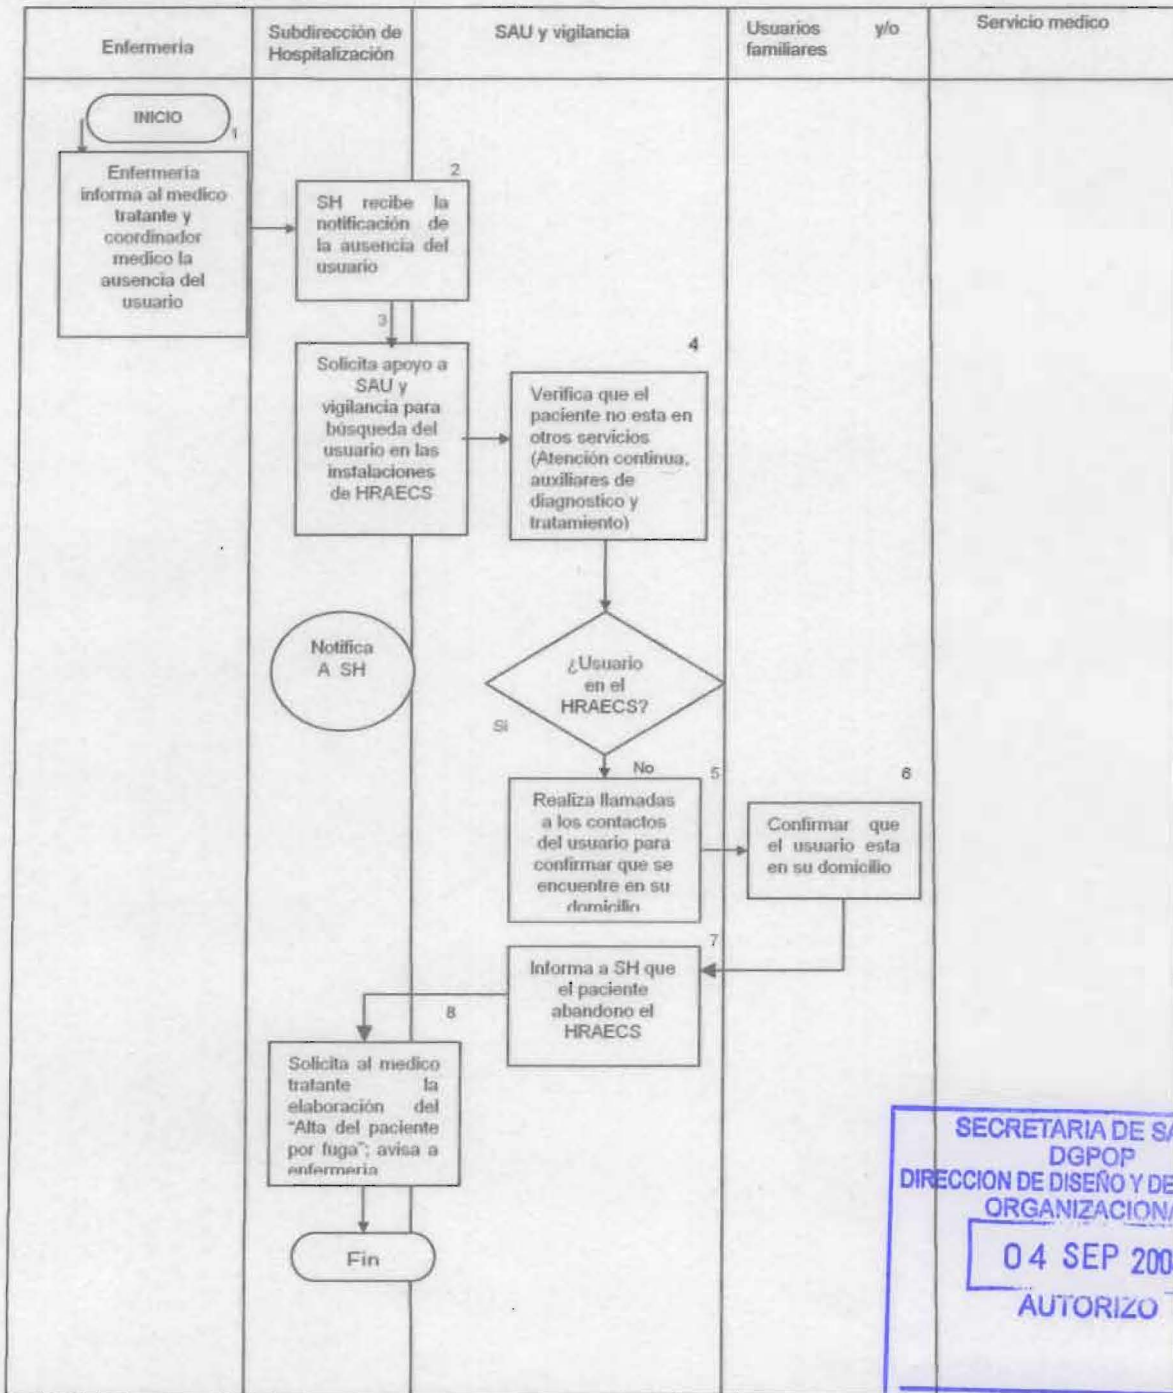 Enfermeria
Subdirección de
Hospitalización
SAU y vigilancia
Usuarios y/o
familiares
Servicio medico
INICIO
1
Enfermería
informa al medico
tratante y
coordinador
medico la
ausencia del
usuario
2
SH recibe la
notificación de
la ausencia del
usuario
3
Solicita apoyo a
SAU y
vigilancia para
búsqueda del
usuario en las
instalaciones
de HRAECS
4
Verifica que el
paciente no esta en
otros servicios
(Atención continua,
auxiliares de
diagnostico y
tratamiento)
Notifica
A SH
¿Usuario
en el
HRAECS?
Si
No
5
Realiza llamadas
a los contactos
del usuario para
confirmar que se
encuentre en su
domicilio
6
Confirmar que
el usuario esta
en su domicilio
7
Informa a SH que
el paciente
abandono el
HRAECS
8
Solicita al medico
tratante la
elaboración del
"Alta del paciente
por fuga"; avisa a
enfermeria
Fin
SECRETARIA DE SA
DGPOP
DIRECCION DE DISEÑO Y DE
ORGANIZACIONA
04 SEP 200
AUTORIZO